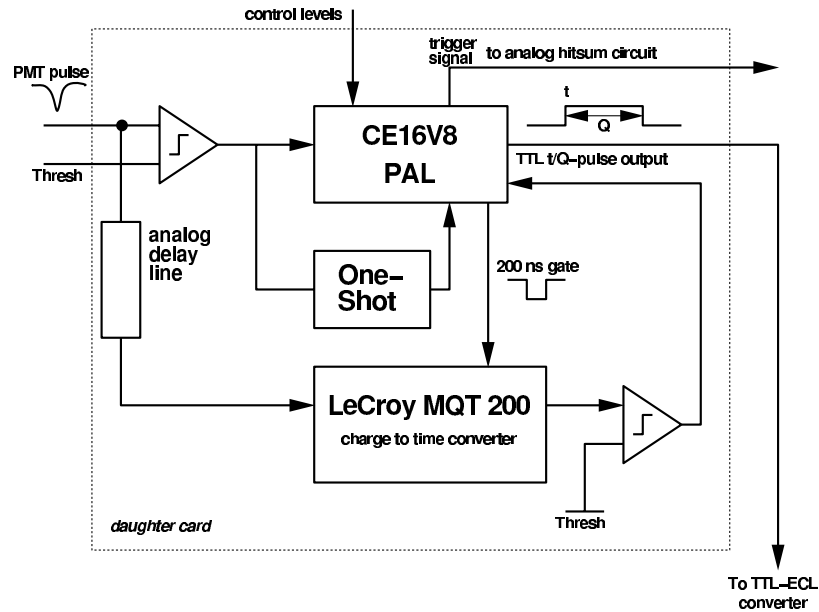 control levels
trigger
signal
to analog hitsum circuit
PMT pulse
t
Q
CE16V8
PAL
TTL t/Q-pulse output
Thresh
analog
delay
line
One-
Shot
200 ns gate
LeCroy MQT 200
charge to time converter
Thresh
daughter card
To TTL-ECL
converter